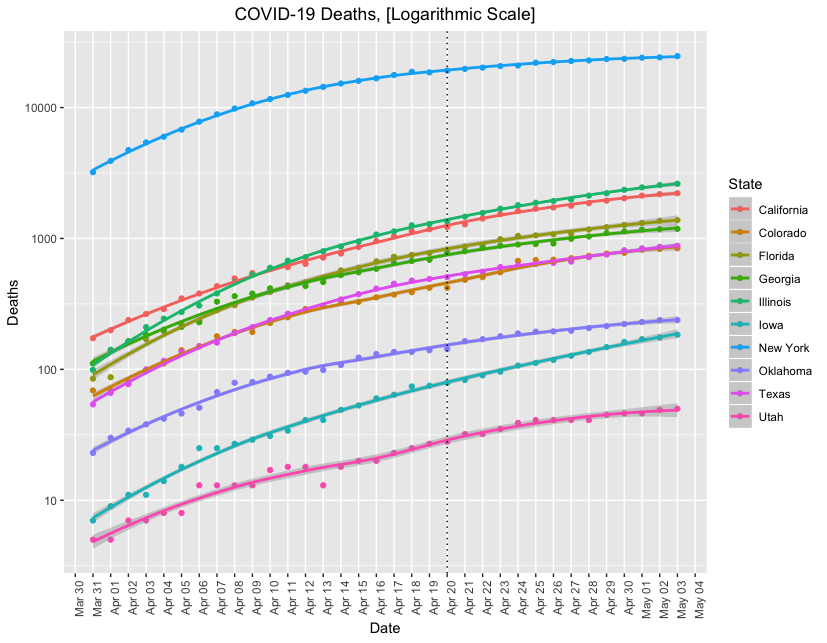 COVID-19 Deaths, [Logarithmic Scale]
Deaths
10000
1000
100
10
Mar 30
Mar 31
Apr 01
Apr 02
Apr 03
Apr 04
Apr 05
Apr 06
Apr 07
Apr 08
Apr 09
Apr 10
Apr 11
Apr 12
Apr 13
Apr 14
Apr 15
Apr 16
Apr 17
Apr 18
Apr 19
Apr 20
Apr 21
Apr 22
Apr 23
Apr 24
Apr 25
Apr 26
Apr 27
Apr 28
Apr 29
Apr 30
May 01
May 02
May 03
May 04
Date
State
California
Colorado
Florida
Georgia
Illinois
Iowa
New York
Oklahoma
Texas
Utah